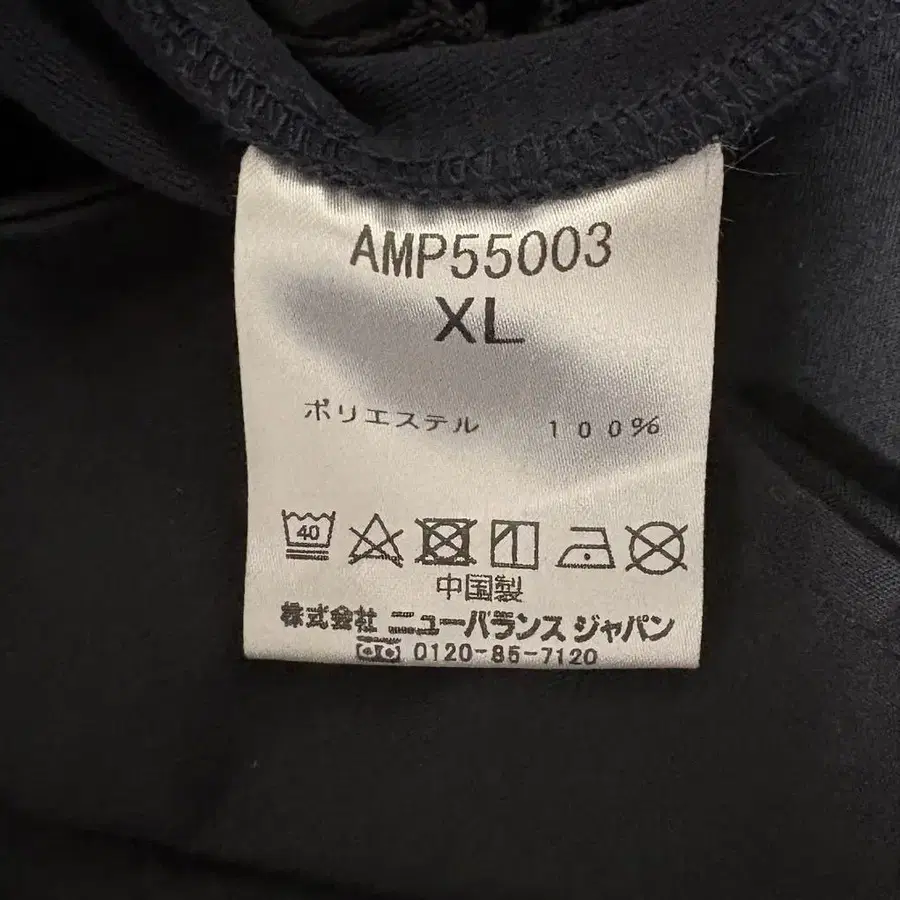 AMP55003
XL
ポリエステル 100%
40
中国製
株式会社 ニューバランス ジャパン
0120-85-7120